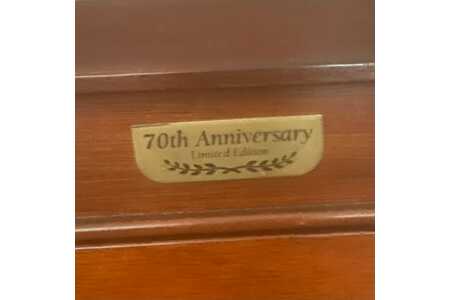 70th Anniversary
Limited Edition